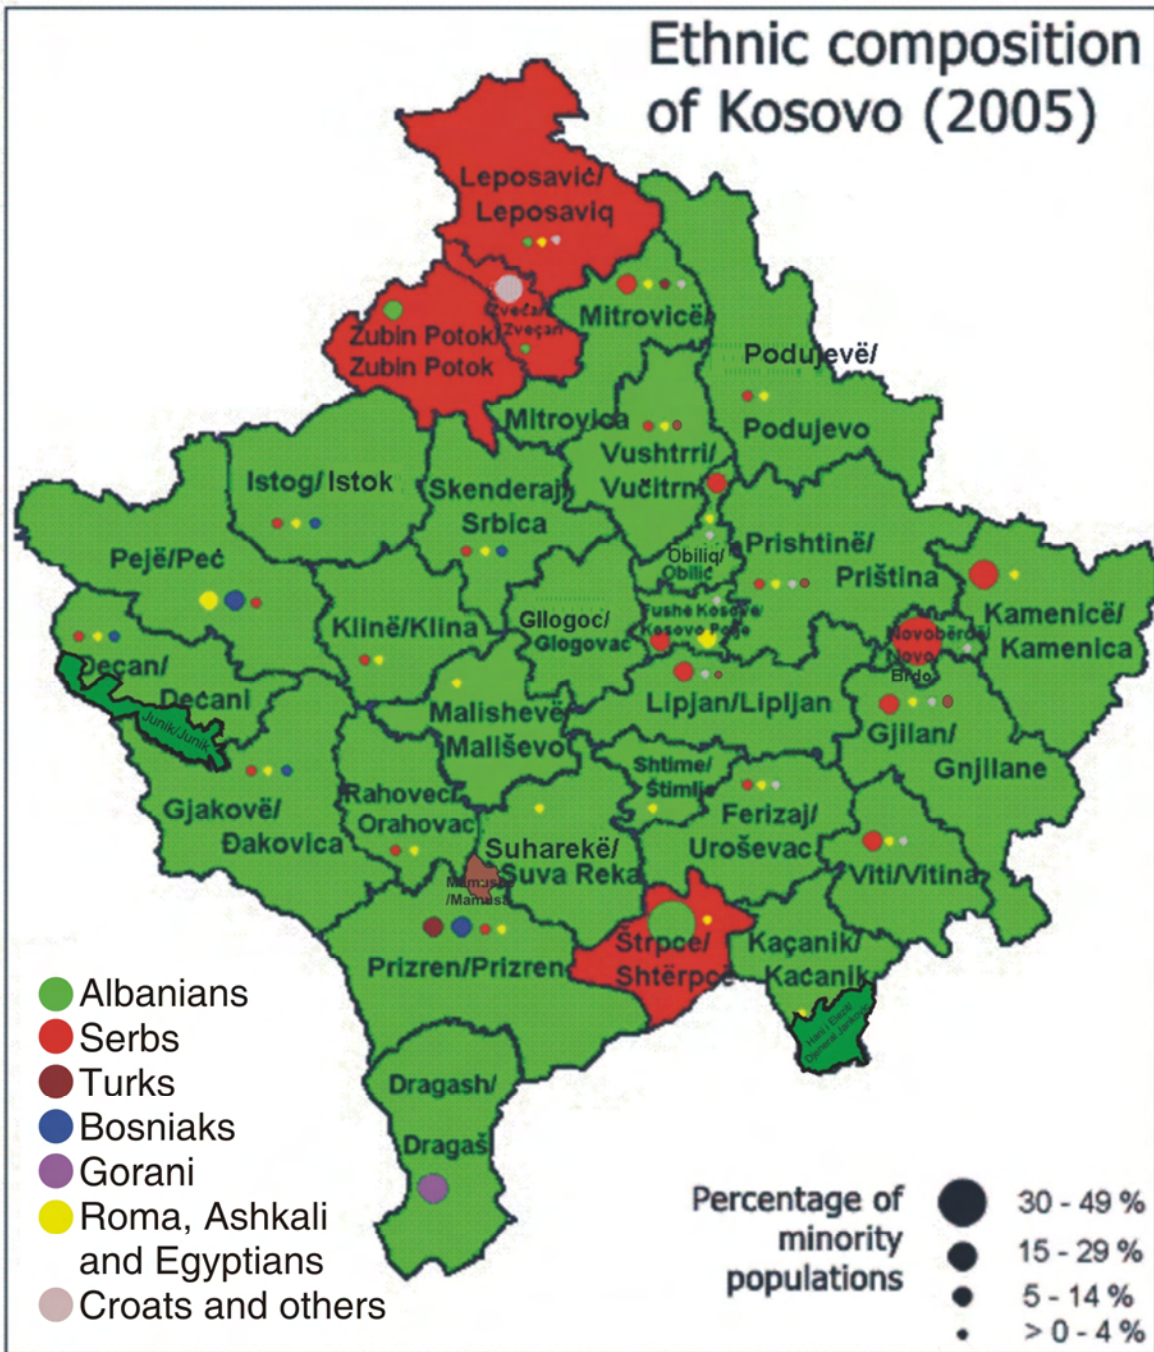 Ethnic composition
of Kosovo (2005)
Leposavić/
Leposaviq
Zvečan/
Zveçan
Mitrovicë/
Zubin Potok/
Zubin Potok
Podujevë/
Mitrovica
Podujevo
Vushtrri/
Vučitrn
Istog/Istok
Skenderaj/
Srbica
Pejë/Peć
Obiliq/
Obilić
Prishtinë/
Priština
Kamenicë/
Kamenica
Klinë/Klina
Gllogoc/
Glogovac
Fushë Kosovë/
Kosovo Polje
Novobërdë/
Novo
Brdo
Deçan/
Dečani
Junik/Junik
Malishevë/
Mališevo
Lipjan/Lipljan
Gjilan/
Gnjilane
Shtime/
Štimlje
Gjakovë/
Đakovica
Rahovec/
Orahovac
Ferizaj/
Uroševac
Suharekë/
Suva Reka
Viti/Vitina
/Mamuša
Prizren/Prizren
Štrpce/
Shtërpcë
Kaçanik/
Kačanik
Hani i Elezit/
Dragash/
Dragaš
Albanians
Serbs
Turks
Bosniaks
Gorani
Roma, Ashkali
and Egyptians
Croats and others
Percentage of
minority
populations
30 - 49 %
15 - 29 %
5 - 14 %
> 0 - 4 %